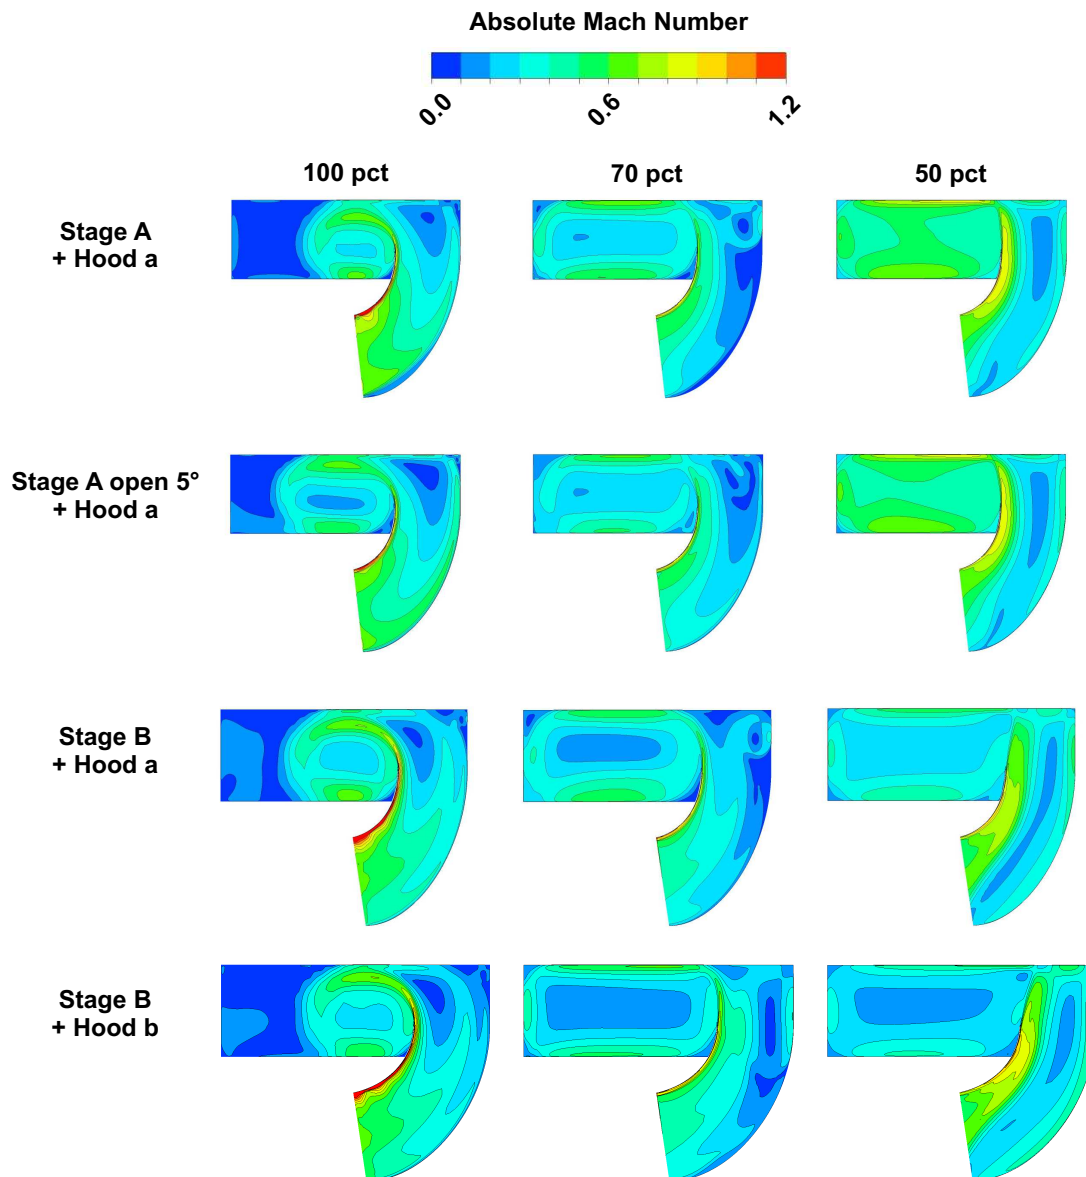 Absolute Mach Number
0.0 0.6 1.2
100 pct 70 pct 50 pct
Stage A
+ Hood a
Stage A open 5°
+ Hood a
Stage B
+ Hood a
Stage B
+ Hood b